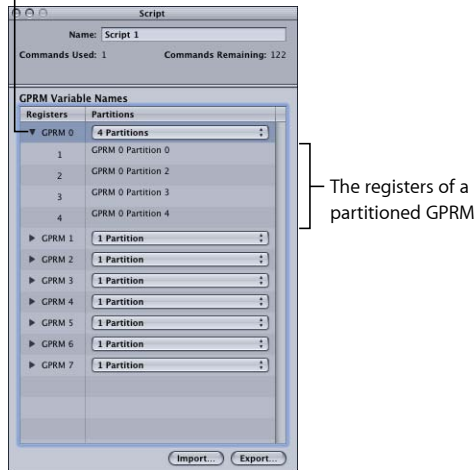 Script
Name: Script 1
Commands Used: 1 Commands Remaining: 122
GPRM Variable Names
Registers Partitions
GPRM 0 4 Partitions
1 GPRM 0 Partition 0
2 GPRM 0 Partition 2
3 GPRM 0 Partition 3
4 GPRM 0 Partition 4
The registers of a
partitioned GPRM
GPRM 1 1 Partition
GPRM 2 1 Partition
GPRM 3 1 Partition
GPRM 4 1 Partition
GPRM 5 1 Partition
GPRM 6 1 Partition
GPRM 7 1 Partition
Import... Export...